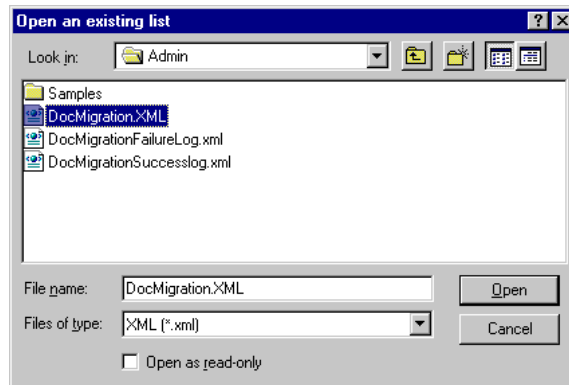 Open an existing list
Look in: Admin
Samples
DocMigration.XML
DocMigrationFailureLog.xml
DocMigrationSuccesslog.xml
File name: DocMigration.XML Open
Files of type: XML (*.xml) Cancel
Open as read-only